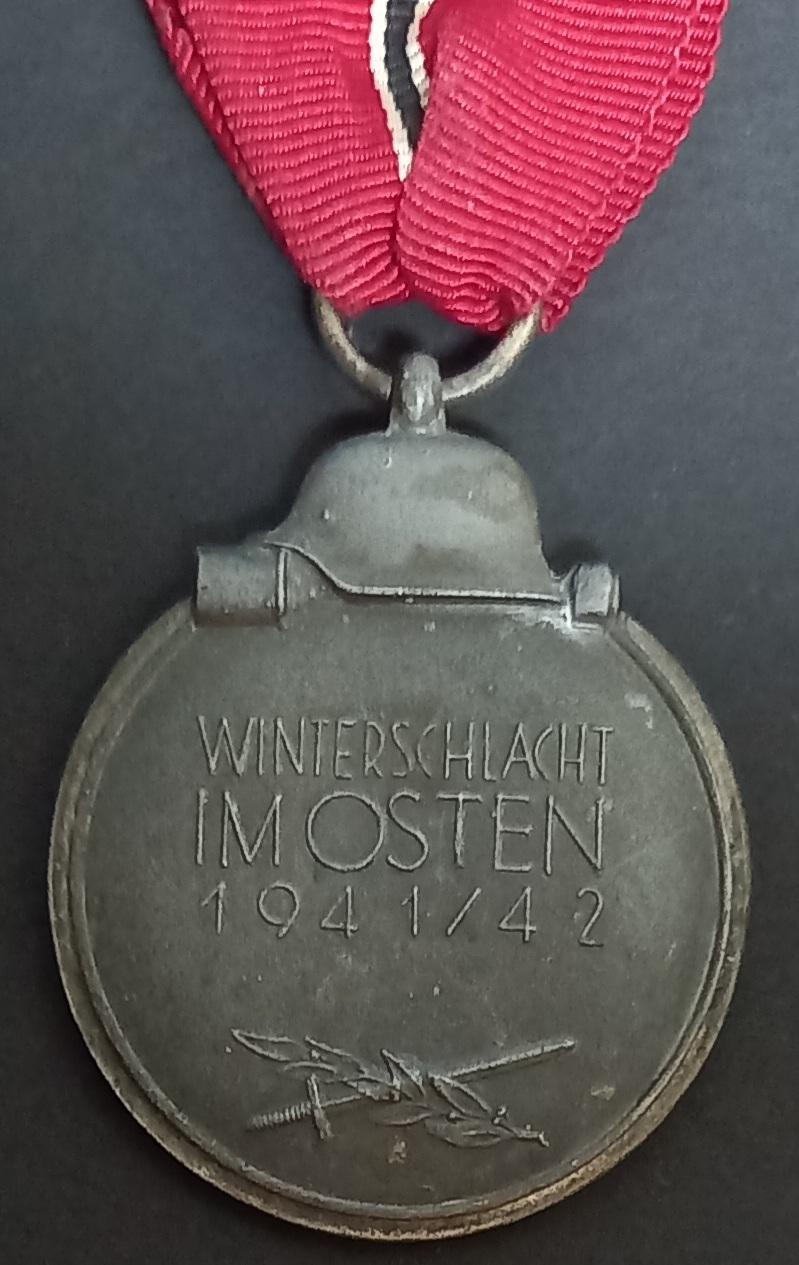 WINTERSCHLACHT
IM OSTEN
1941/42